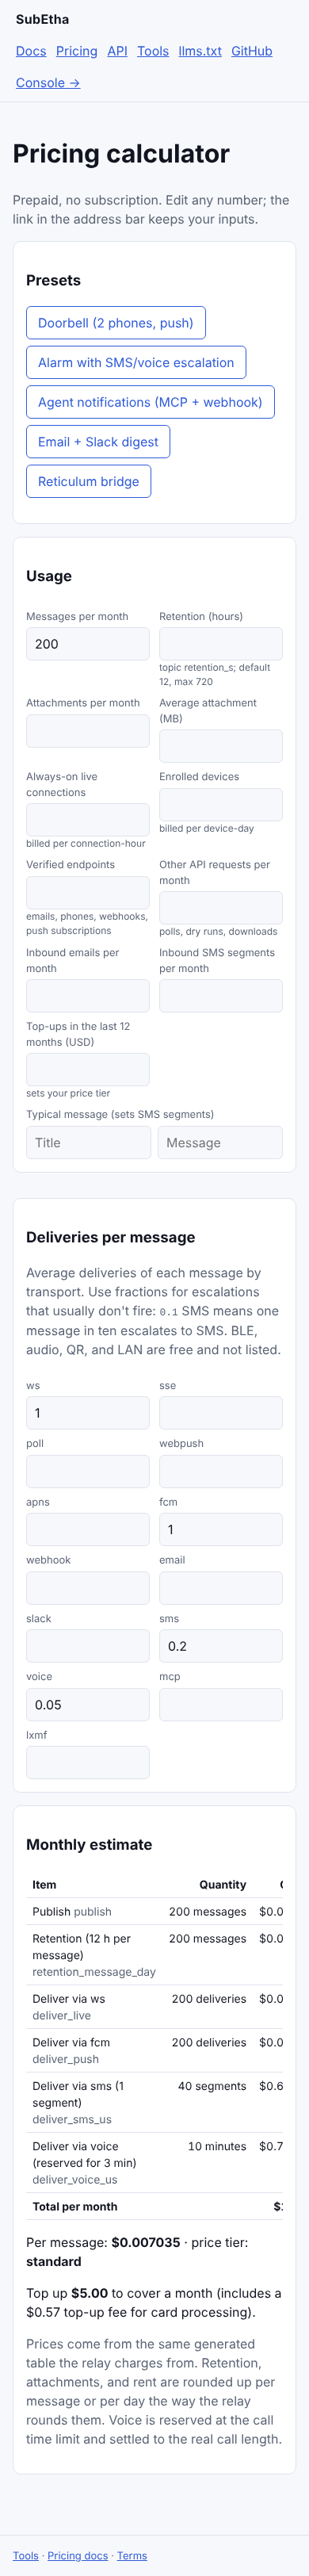 SubEtha
Docs Pricing API Tools llms.txt GitHub
Console →
Pricing calculator
Prepaid, no subscription. Edit any number; the
link in the address bar keeps your inputs.
Presets
Doorbell (2 phones, push)
Alarm with SMS/voice escalation
Agent notifications (MCP + webhook)
Email + Slack digest
Reticulum bridge
Usage
Messages per month
200
Retention (hours)
topic retention_s; default
12, max 720
Attachments per month
Average attachment
(MB)
Always-on live
connections
billed per connection-hour
Enrolled devices
billed per device-day
Verified endpoints
emails, phones, webhooks,
push subscriptions
Other API requests per
month
polls, dry runs, downloads
Inbound emails per
month
Inbound SMS segments
per month
Top-ups in the last 12
months (USD)
sets your price tier
Typical message (sets SMS segments)
Title Message
Deliveries per message
Average deliveries of each message by
transport. Use fractions for escalations
that usually don't fire: 0.1 SMS means one
message in ten escalates to SMS. BLE,
audio, QR, and LAN are free and not listed.
ws
1
sse
poll
webpush
apns
fcm
1
webhook
email
slack
sms
0.2
voice
0.05
mcp
lxmf
Monthly estimate
Item Quantity
Publish publish 200 messages $0.0
Retention (12 h per
message)
retention_message_day
200 messages $0.0
Deliver via ws
deliver_live
200 deliveries $0.0
Deliver via fcm
deliver_push
200 deliveries $0.0
Deliver via sms (1
segment)
deliver_sms_us
40 segments $0.6
Deliver via voice
(reserved for 3 min)
deliver_voice_us
10 minutes $0.7
Total per month
Per message: $0.007035 · price tier:
standard
Top up $5.00 to cover a month (includes a
$0.57 top-up fee for card processing).
Prices come from the same generated
table the relay charges from. Retention,
attachments, and rent are rounded up per
message or per day the way the relay
rounds them. Voice is reserved at the call
time limit and settled to the real call length.
Tools · Pricing docs · Terms